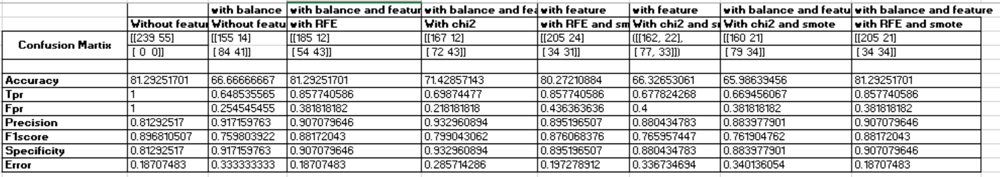 with balance with balance and featur with balance and fea with feature with feature with balance and featu with balance and feature
Without featur Without featu with RFE With chi2 with RFE and sm With chi2 and sm With chi2 and smote with RFE and smote
Confusion Martix [[239 55] [[155 14] [[185 12] [[167 12] [[205 24] ([[162, 22], [[160 21] [[205 21]
[ 0 0]] [84 41]] [54 43]] [ 72 43]] [34 31]] [ 77, 33]]) [ 79 34]] [ 34 34]]
Accuracy 81.29251701 66.66666667 81.29251701 71.42857143 80.27210884 66.32653061 65.98639456 81.29251701
Tpr 1 0.648535565 0.857740586 0.69874477 0.857740586 0.677824268 0.669456067 0.857740586
Fpr 1 0.254545455 0.381818182 0.218181818 0.436363636 0.4 0.381818182 0.381818182
Precision 0.81292517 0.917159763 0.907079646 0.932960894 0.895196507 0.880434783 0.883977901 0.907079646
F1score 0.896810507 0.759803922 0.88172043 0.799043062 0.876068376 0.765957447 0.761904762 0.88172043
Specificity 0.81292517 0.917159763 0.907079646 0.932960894 0.895196507 0.880434783 0.883977901 0.907079646
Error 0.18707483 0.333333333 0.18707483 0.285714286 0.197278912 0.336734694 0.340136054 0.18707483